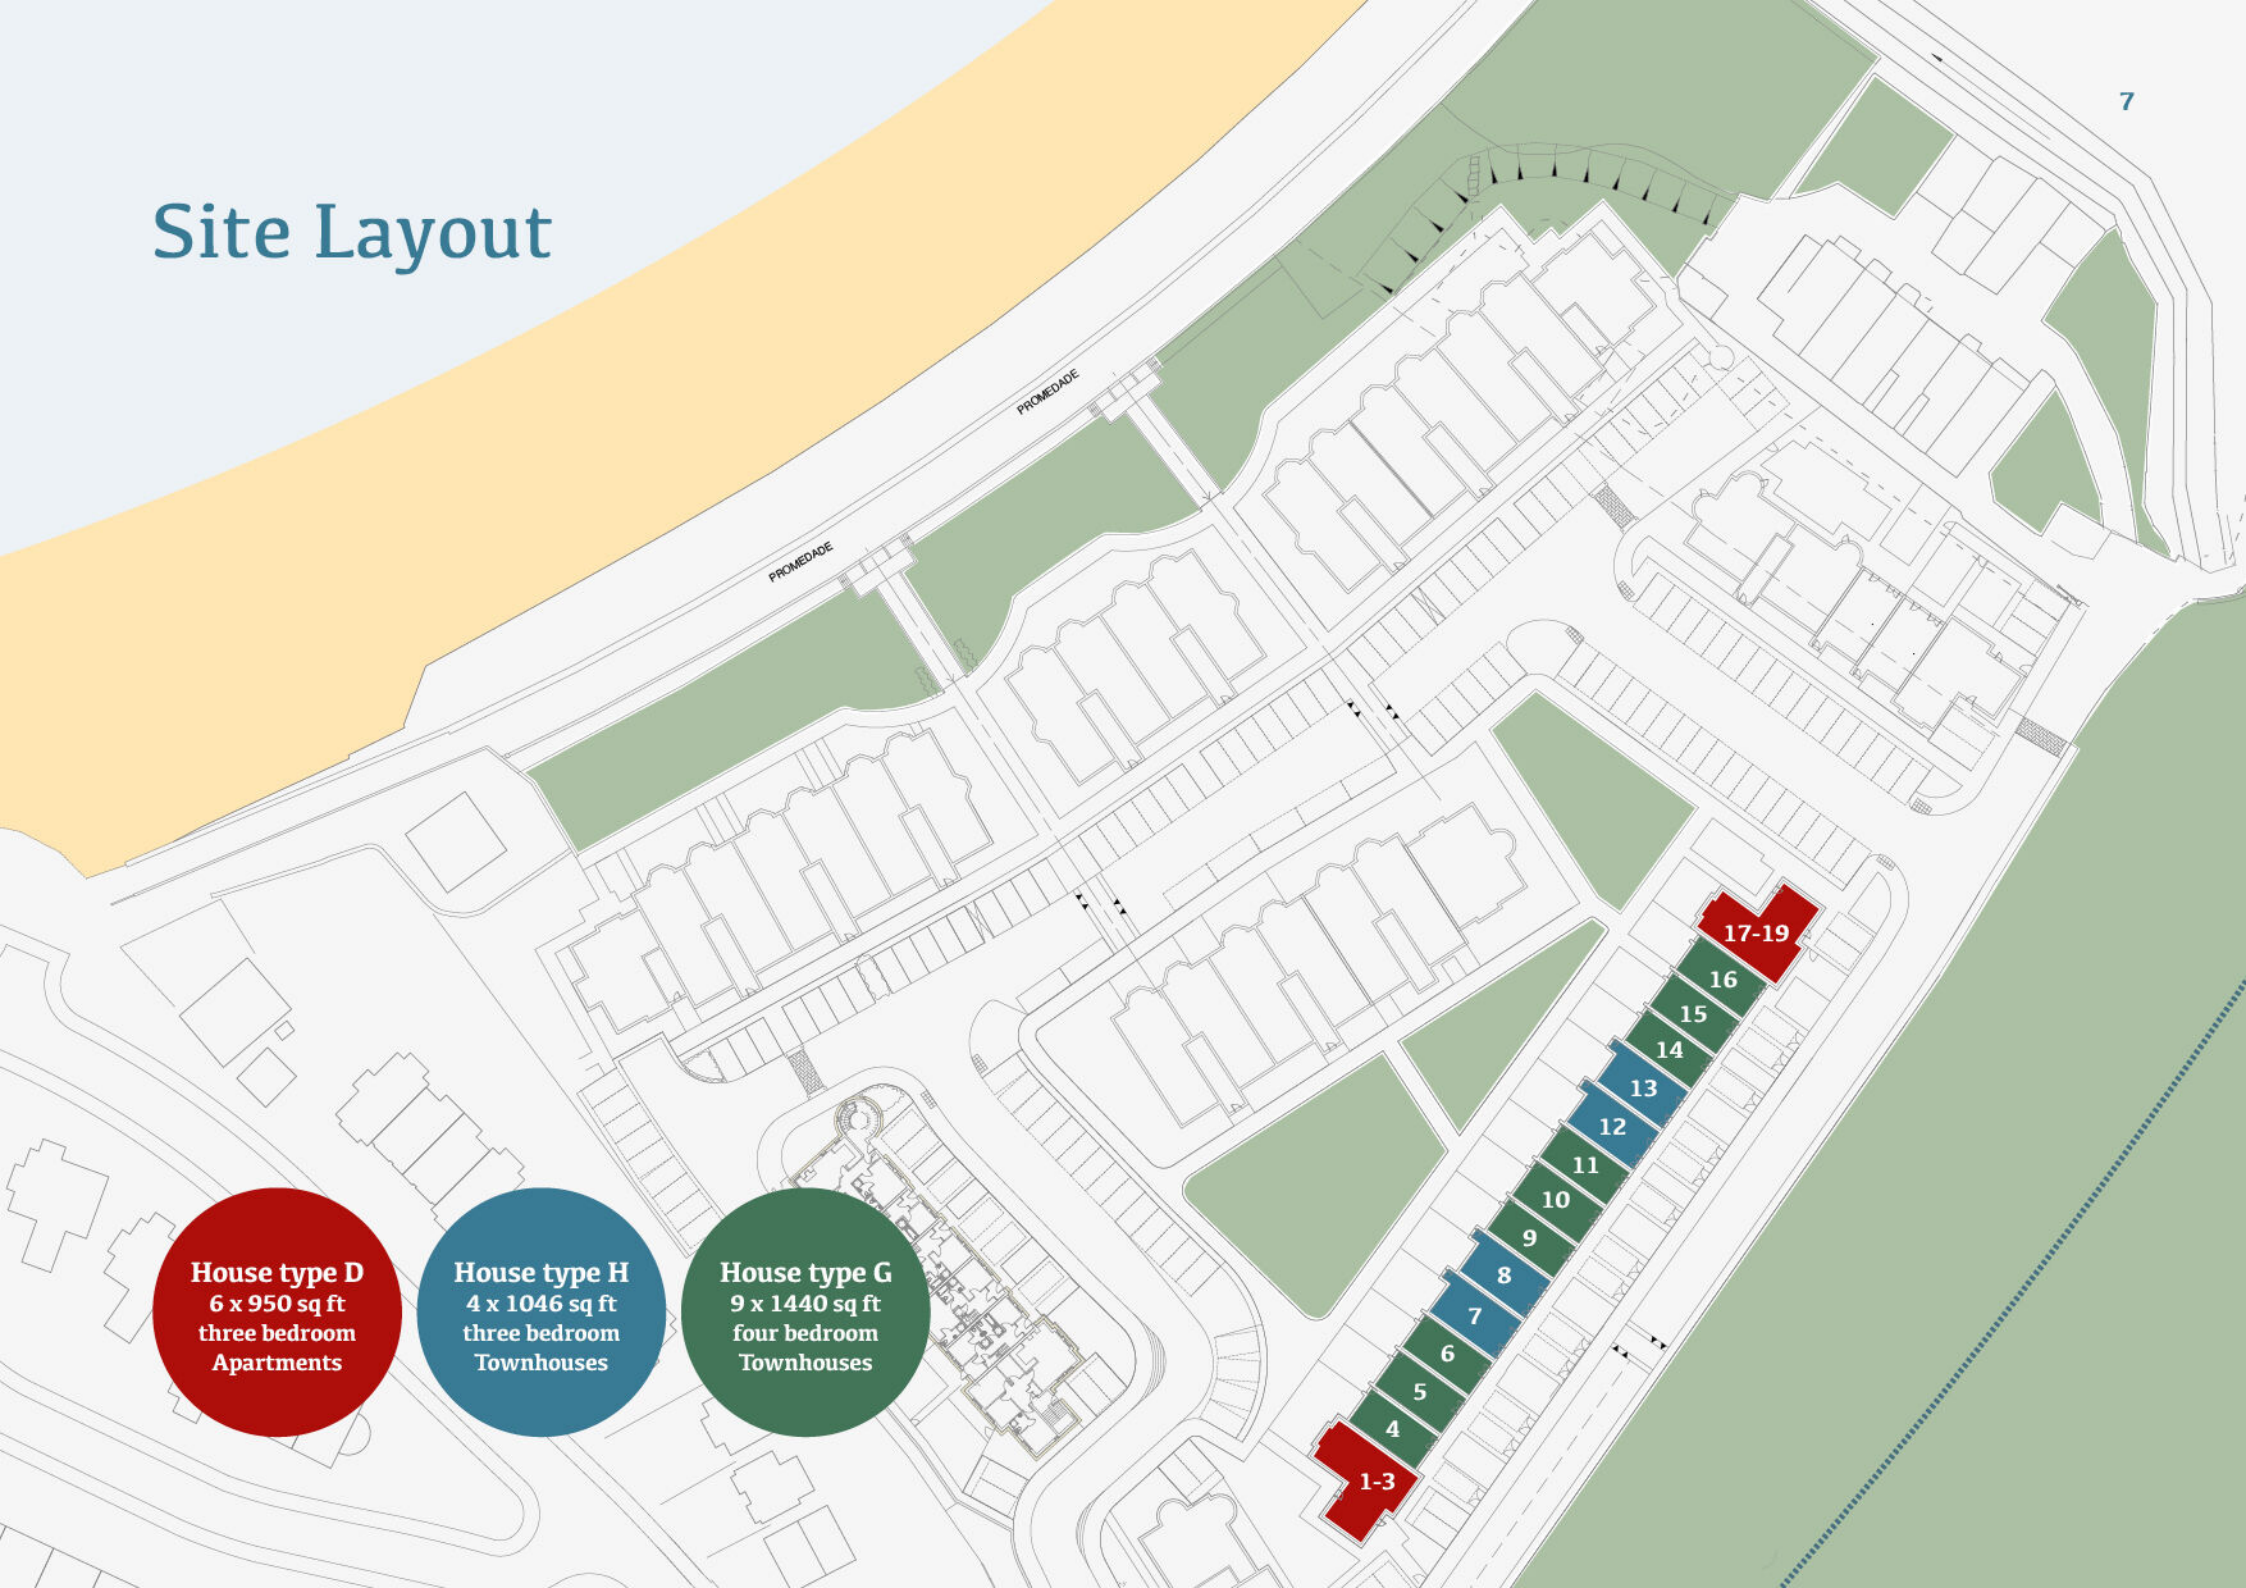 7
Site Layout
PROMEDADE
PROMEDADE
17-19
16
15
14
13
12
11
10
9
8
7
6
5
4
1-3
House type D
6 x 950 sq ft
three bedroom
Apartments
House type H
4 x 1046 sq ft
three bedroom
Townhouses
House type G
9 x 1440 sq ft
four bedroom
Townhouses